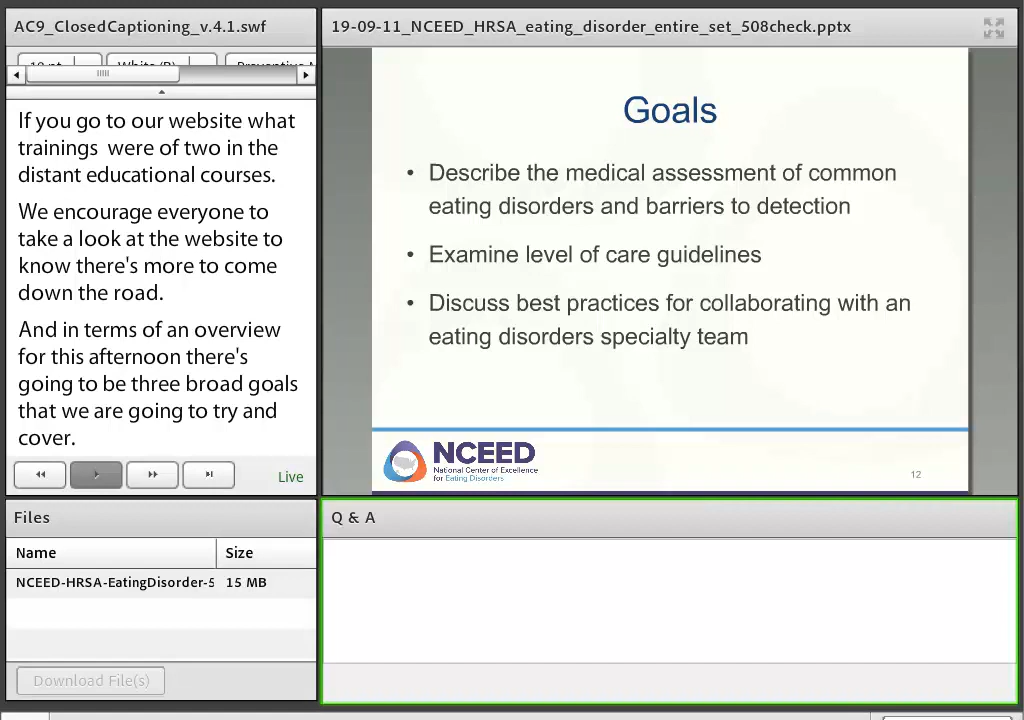 AC9_ClosedCaptioning_v.4.1.swf
If you go to our website what
trainings were of two in the
distant educational courses.
We encourage everyone to
take a look at the website to
know there's more to come
down the road.
And in terms of an overview
for this afternoon there's
going to be three broad goals
that we are going to try and
cover.
Live
19-09-11_NCEED_HRSA_eating_disorder_entire_set_508check.pptx
Goals
• Describe the medical assessment of common
eating disorders and barriers to detection
• Examine level of care guidelines
• Discuss best practices for collaborating with an
eating disorders specialty team
NCEED
National Center of Excellence
for Eating Disorders
12
Files
Name Size
NCEED-HRSA-EatingDisorder-5 15 MB
Download File(s)
Q & A